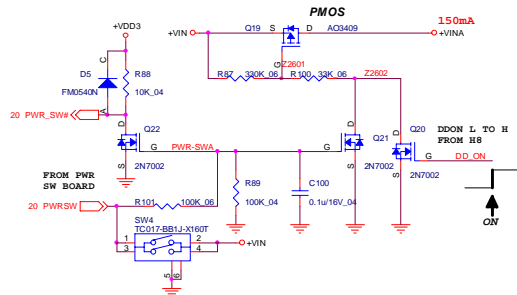 PMOS
+VDD3
Q19
+VIN
S
D
AO3409
150mA
+VINA
G
Z2601
R87
330K_06
R100
33K_06
Z2602
C
D5
FM0540N
A
R88
10K_04
20 PWR_SW#
D
Q22
G
S
2N7002
PWR-SWA
G
D
Q21
S
2N7002
D
Q20
G
S
2N7002
DDON L TO H
FROM H8
DD_ON
FROM PWR
SW BOARD
20 PWRSW
R101
100K_06
R89
100K_04
C100
0.1u/16V_04
SW4
TC017-BB1J-X160T
1
2
3
4
5
6
+VIN
ON